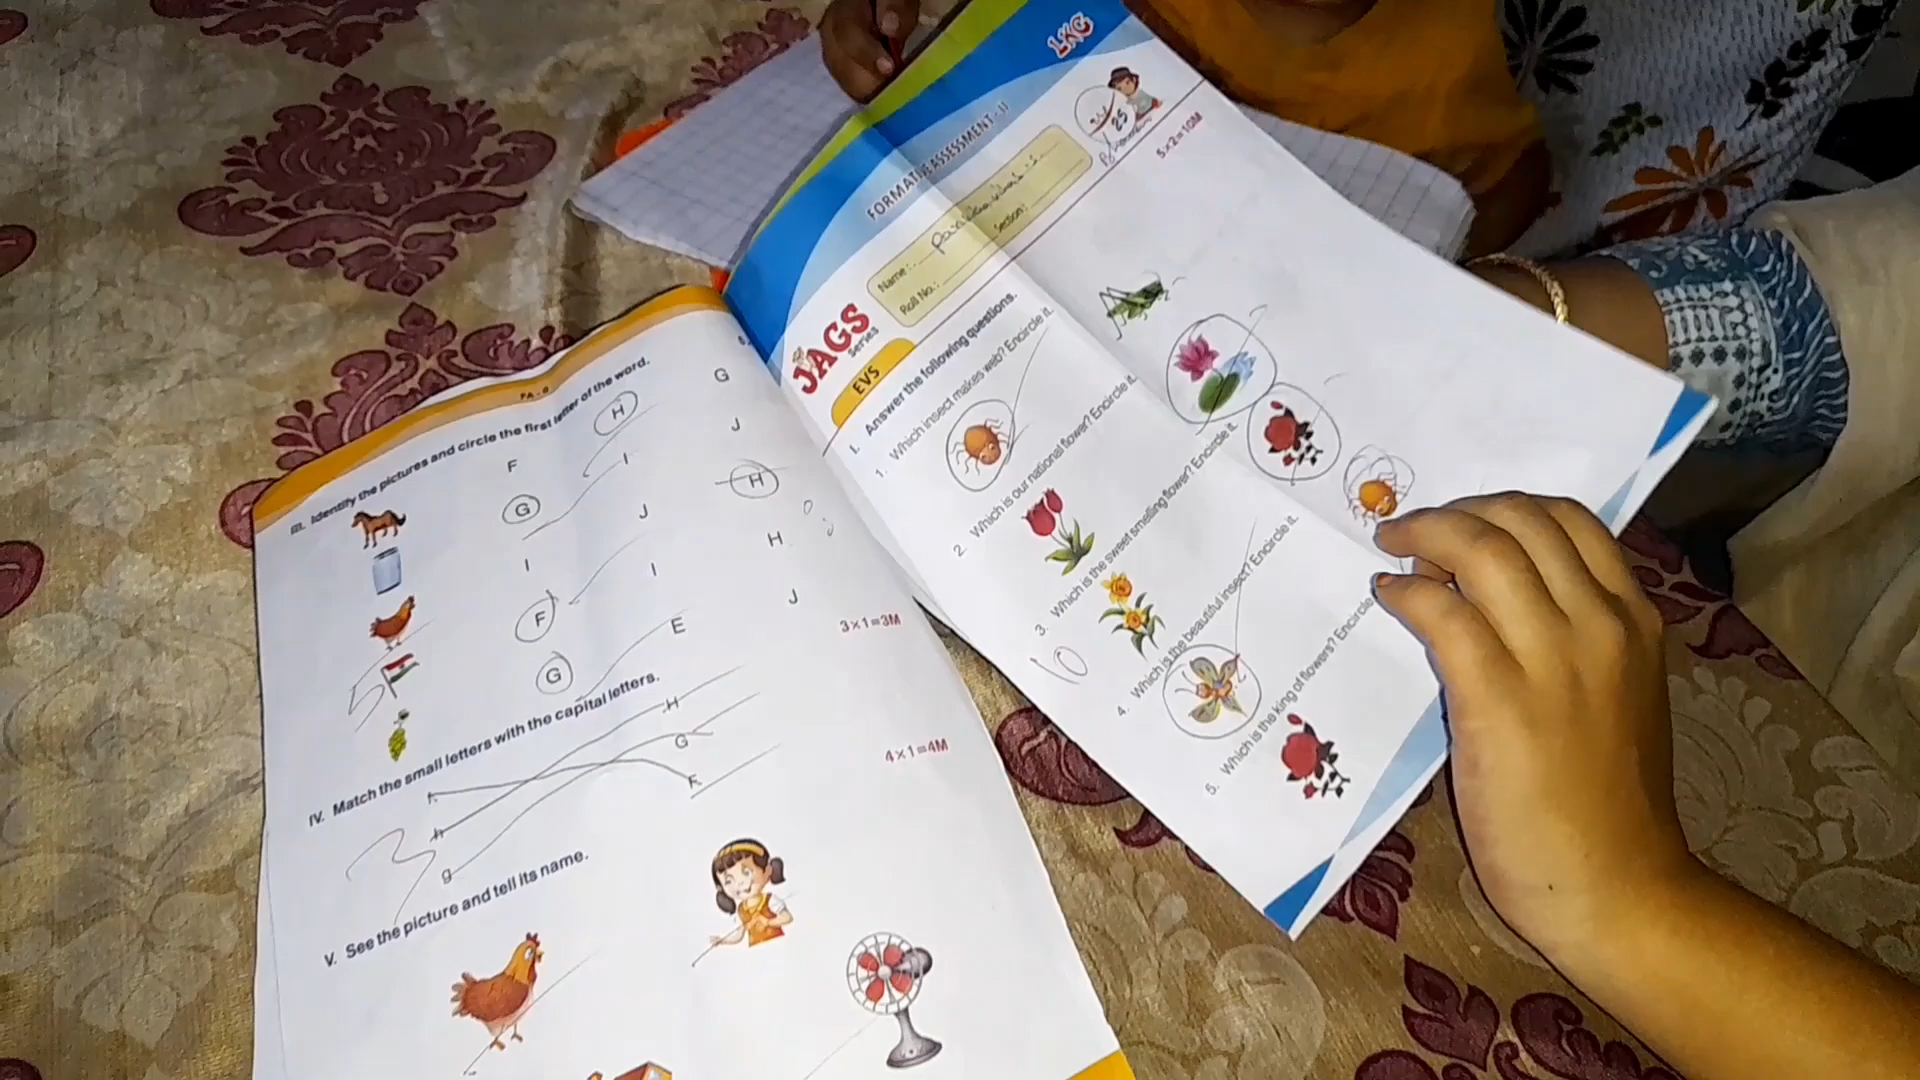 FA - II
III. Identify the pictures and circle the first letter of the word.
F H G
G I J
I J H
F I H
G E J
3×1=3M
IV. Match the small letters with the capital letters.
H
h G
g
4×1=4M
V. See the picture and tell its name.
LKG
FORMATIVE ASSESSMENT - II
25
Name:
Roll No.: Section:
JAGS
series
EVS
5×2=10M
I. Answer the following questions.
1. Which insect makes web? Encircle it.
2. Which is our national flower? Encircle it.
3. Which is the sweet smelling flower? Encircle it.
4. Which is the beautiful insect? Encircle it.
5. Which is the king of flowers? Encircle
10